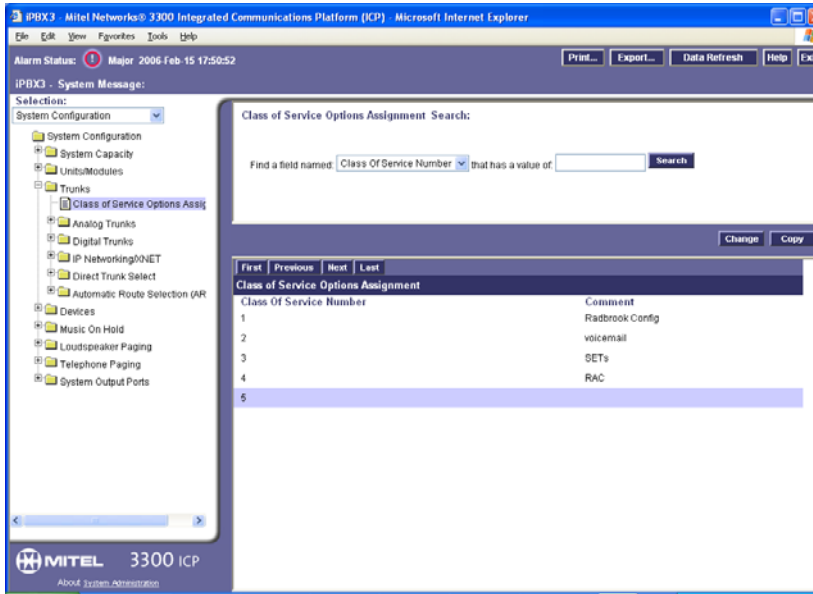 iPBX3 - Mitel Networks® 3300 Integrated Communications Platform (ICP) - Microsoft Internet Explorer
File Edit View Favorites Tools Help
Alarm Status: Major 2006-Feb-15 17:50:52
Print... Export... Data Refresh Help Ex
iPBX3 - System Message:
Selection:
System Configuration
System Configuration
System Capacity
Units/Modules
Trunks
Class of Service Options Assig
Analog Trunks
Digital Trunks
IP Networking/XNET
Direct Trunk Select
Automatic Route Selection (AR
Devices
Music On Hold
Loudspeaker Paging
Telephone Paging
System Output Ports
MITEL 3300 ICP
About System Administration
Class of Service Options Assignment Search:
Find a field named: Class Of Service Number that has a value of: Search
Change Copy
First Previous Next Last
Class of Service Options Assignment
Class Of Service Number Comment
1 Radbrook Config
2 voicemail
3 SETs
4 RAC
5